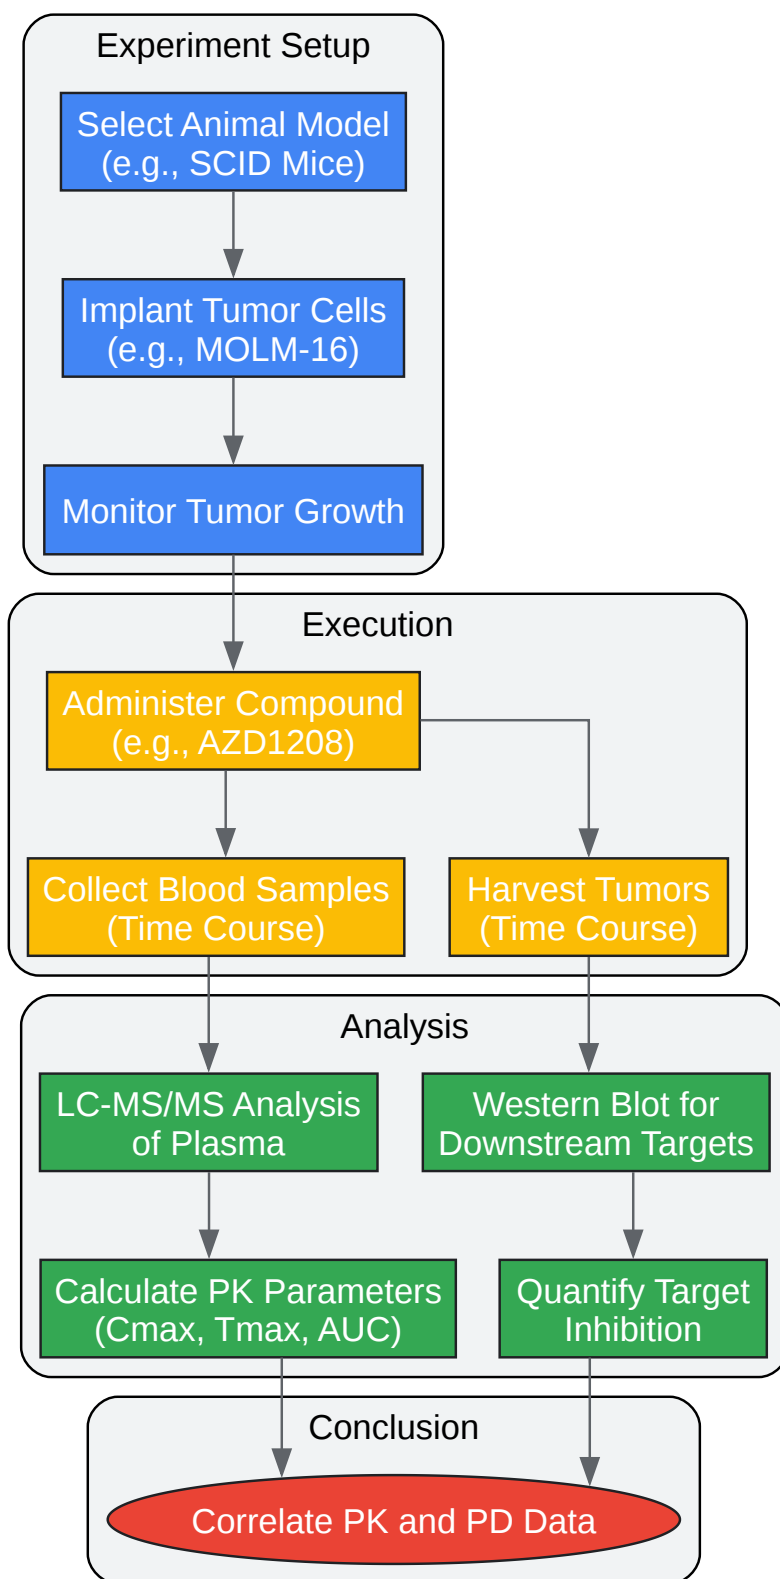 Experiment Setup
Select Animal Model
(e.g., SCID Mice)
Implant Tumor Cells
(e.g., MOLM-16)
Monitor Tumor Growth
Execution
Administer Compound
(e.g., AZD1208)
Collect Blood Samples
(Time Course)
Harvest Tumors
(Time Course)
Analysis
LC-MS/MS Analysis
of Plasma
Western Blot for
Downstream Targets
Calculate PK Parameters
(Cmax, Tmax, AUC)
Quantify Target
Inhibition
Conclusion
Correlate PK and PD Data